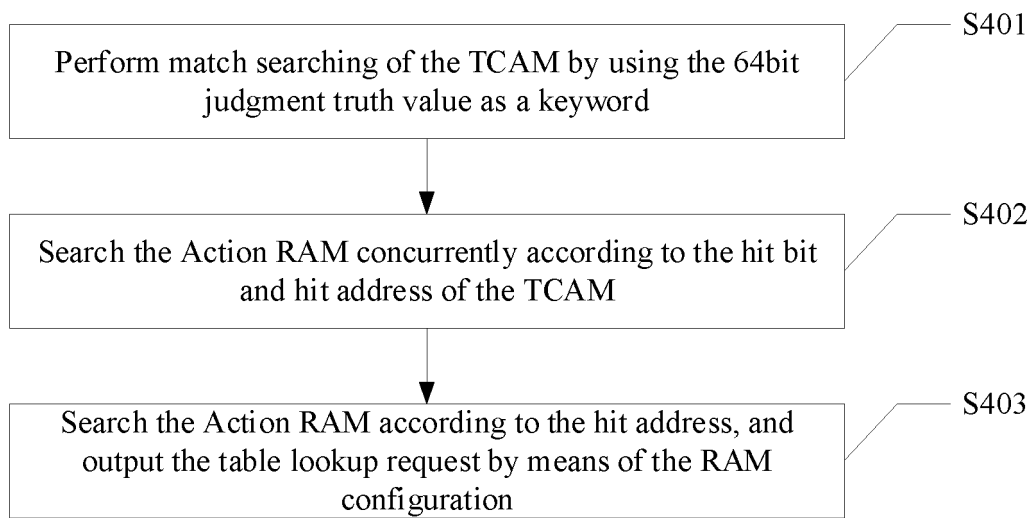 S401
Perform match searching of the TCAM by using the 64bit
judgment truth value as a keyword
S402
Search the Action RAM concurrently according to the hit bit
and hit address of the TCAM
S403
Search the Action RAM according to the hit address, and
output the table lookup request by means of the RAM
configuration